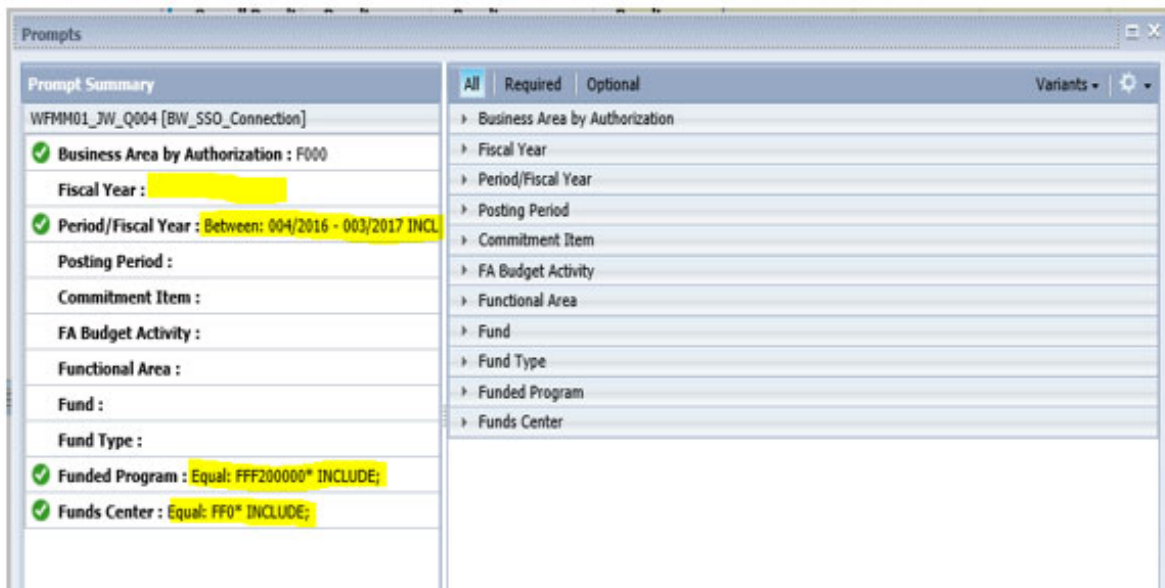 Prompts
Prompt Summary
WFMM01_JW_Q004 [BW_SSO_Connection]
Business Area by Authorization : F000
Fiscal Year :
Period/Fiscal Year : Between: 004/2016 - 003/2017 INCL
Posting Period :
Commitment Item :
FA Budget Activity :
Functional Area :
Fund :
Fund Type :
Funded Program : Equal: FFF200000* INCLUDE;
Funds Center : Equal: FF0* INCLUDE;
All Required Optional Variants
Business Area by Authorization
Fiscal Year
Period/Fiscal Year
Posting Period
Commitment Item
FA Budget Activity
Functional Area
Fund
Fund Type
Funded Program
Funds Center